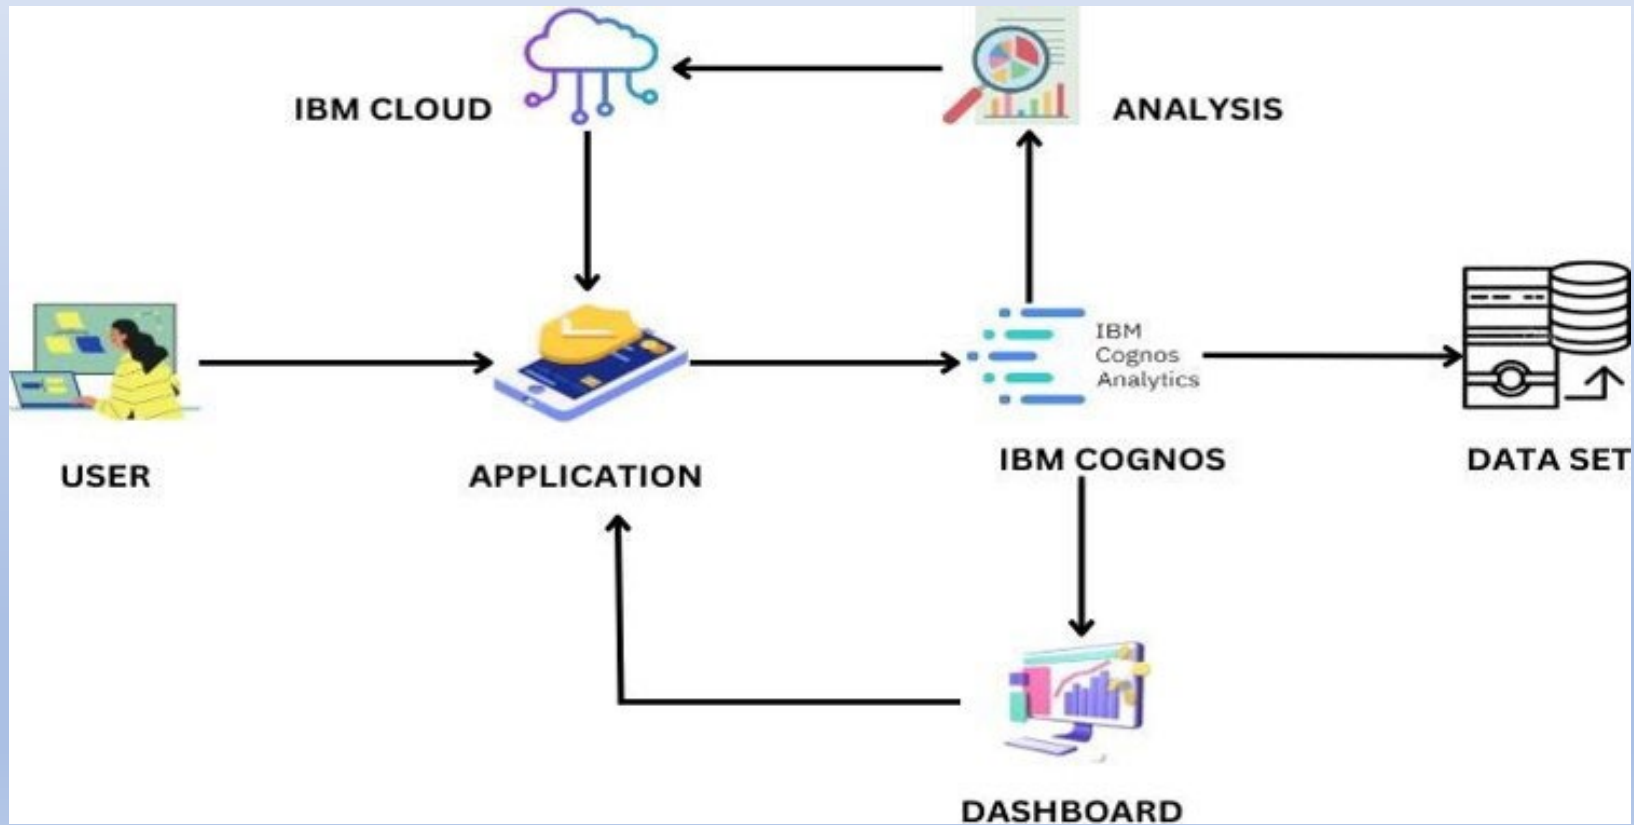 IBM CLOUD
ANALYSIS
IBM
Cognos
Analytics
USER
APPLICATION
IBM COGNOS
DATA SET
DASHBOARD